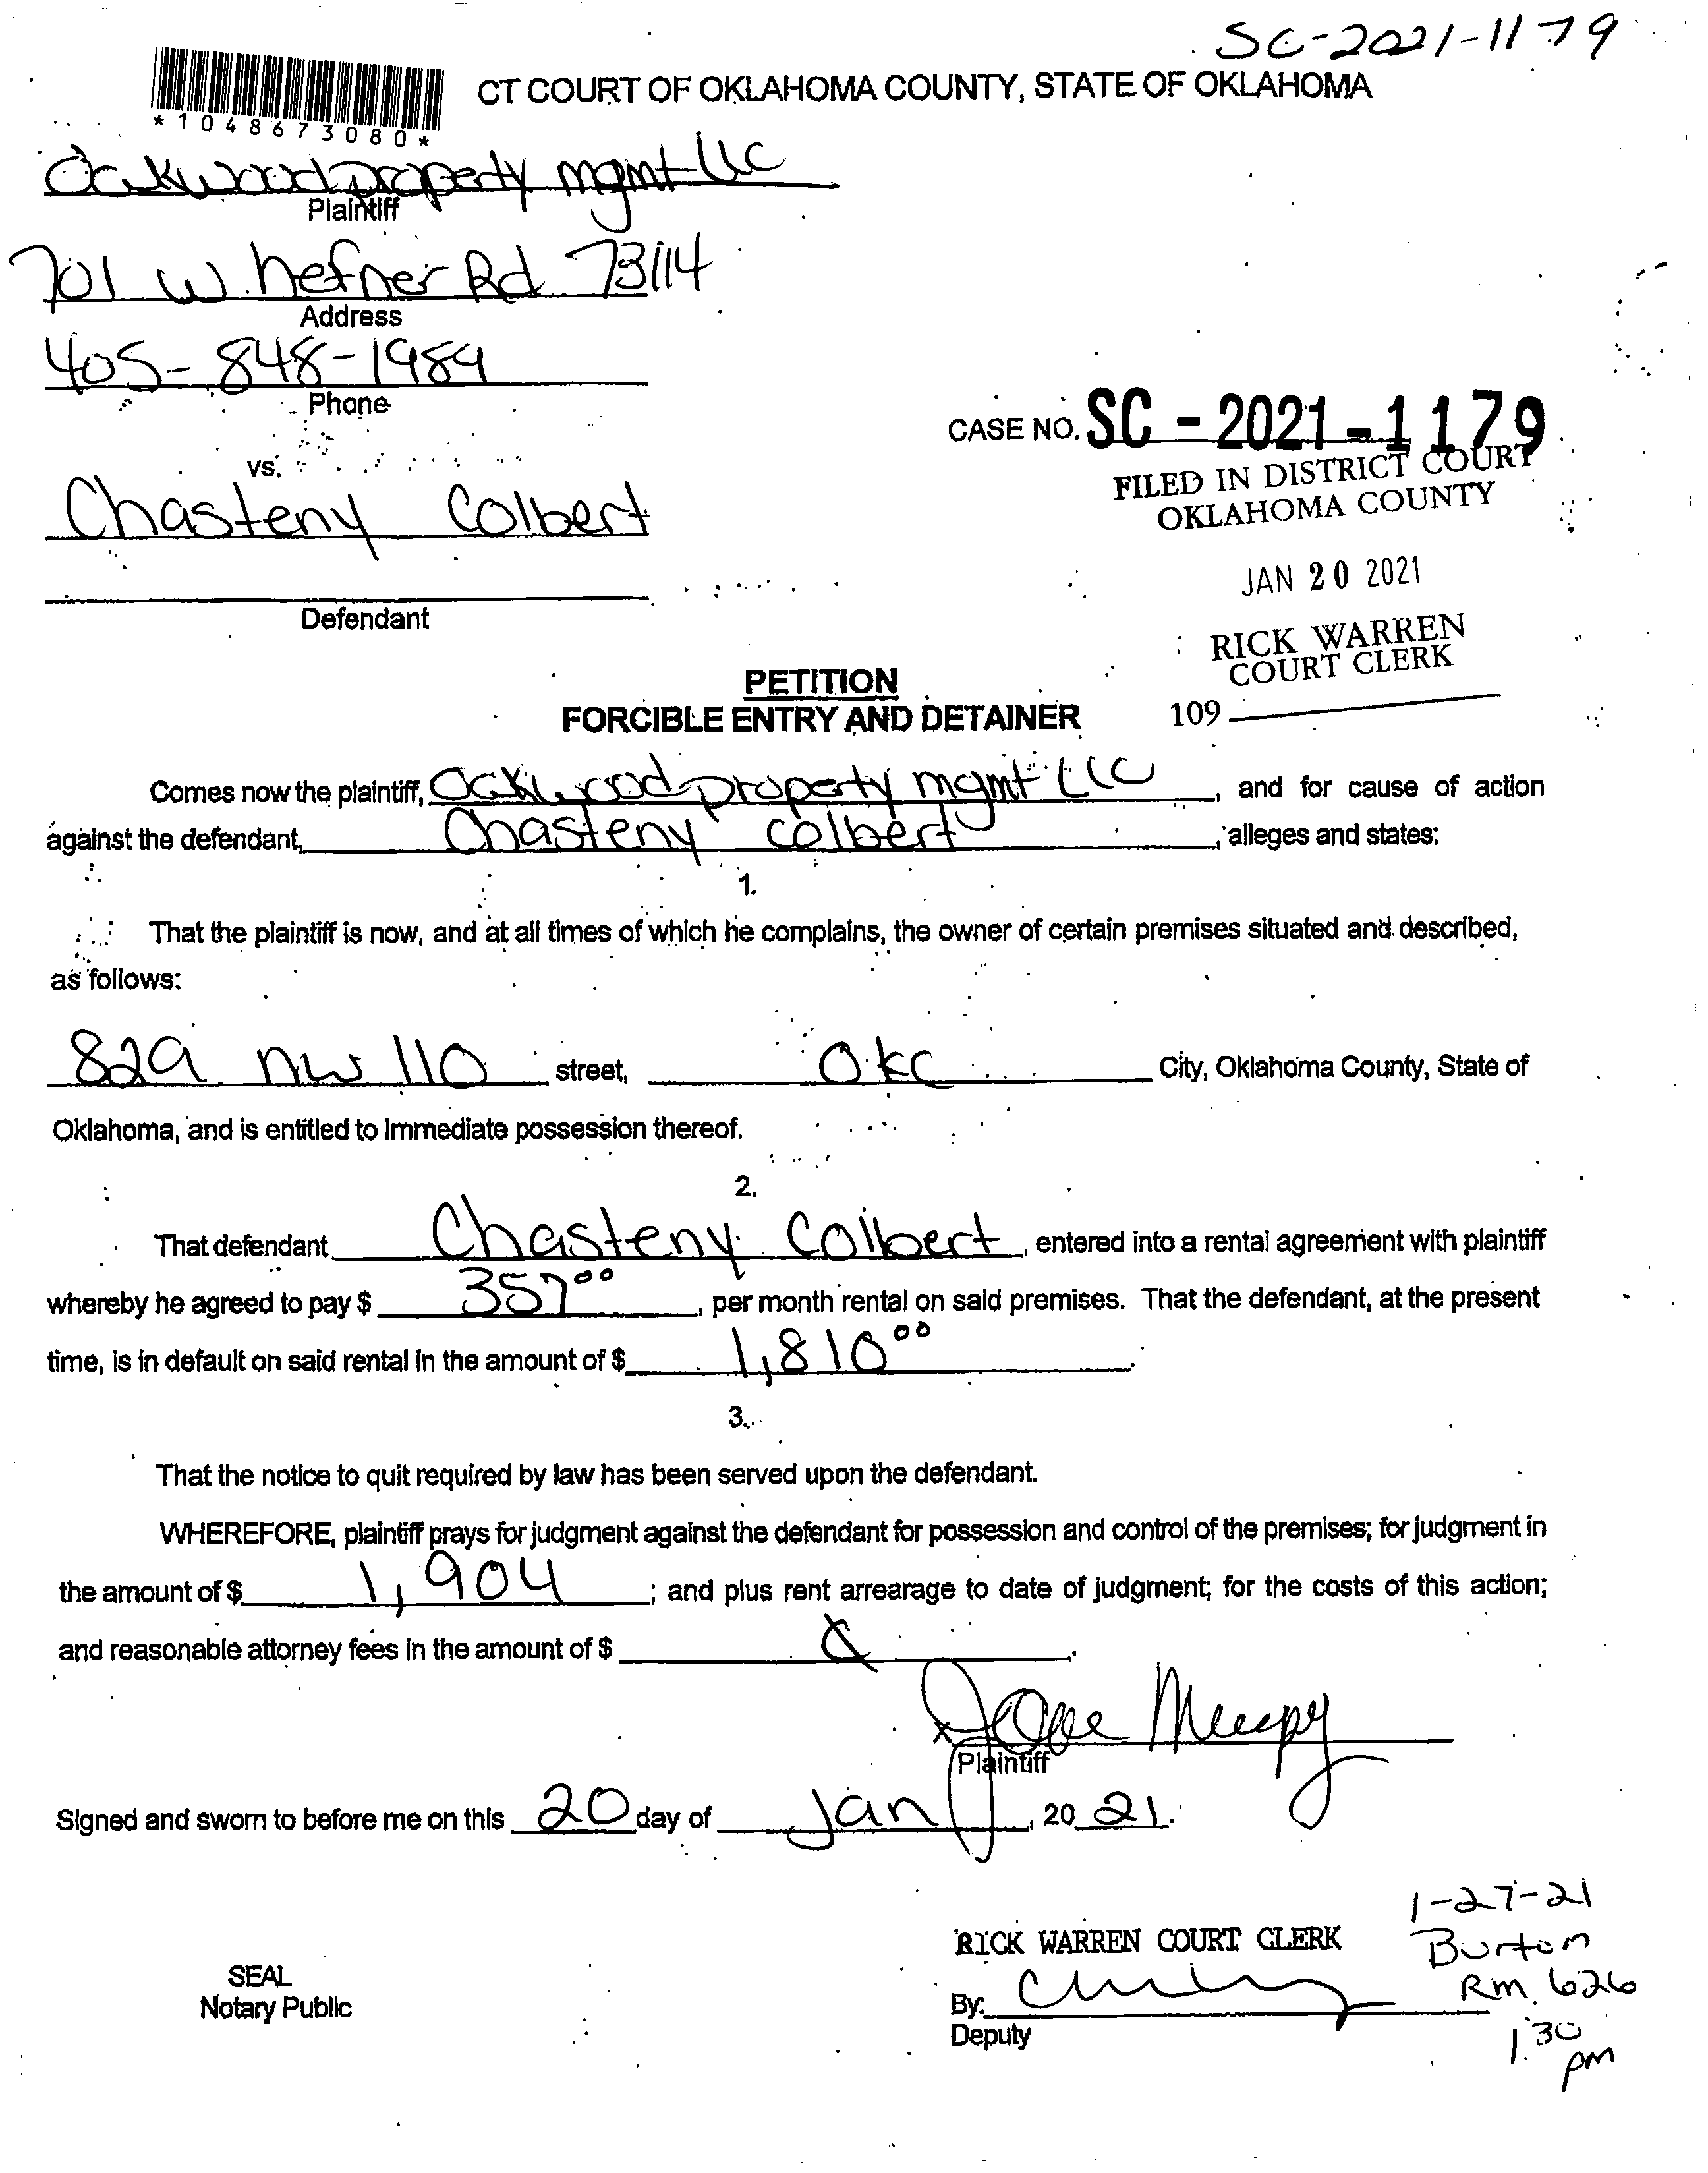 SC-2021-1179
*1048673080*
CT COURT OF OKLAHOMA COUNTY, STATE OF OKLAHOMA
Oakwood property mgmt LLC
Plaintiff
701 W. hefner Rd 73114
Address
405-848-1989
Phone
CASE NO. SC - 2021 - 1179
FILED IN DISTRICT COURT
OKLAHOMA COUNTY
vs.
Chasteny Colbert
JAN 20 2021
Defendant
RICK WARREN
COURT CLERK
109
PETITION
FORCIBLE ENTRY AND DETAINER
Comes now the plaintiff, Oakwood property mgmt LLC, and for cause of action
against the defendant, Chasteny Colbert, alleges and states:
1.
That the plaintiff is now, and at all times of which he complains, the owner of certain premises situated and described,
as follows:
829 nw 110 street, Okc City, Oklahoma County, State of
Oklahoma, and is entitled to immediate possession thereof.
2.
That defendant Chasteny Colbert, entered into a rental agreement with plaintiff
whereby he agreed to pay $ 357.00, per month rental on said premises. That the defendant, at the present
time, is in default on said rental in the amount of $ 1,810.00.
3.
That the notice to quit required by law has been served upon the defendant.
WHEREFORE, plaintiff prays for judgment against the defendant for possession and control of the premises; for judgment in
the amount of $ 1,904; and plus rent arrearage to date of judgment; for the costs of this action;
and reasonable attorney fees in the amount of $
x
Plaintiff
Signed and sworn to before me on this 20 day of Jan, 20 21.
1-27-21
Burton
Rm. 626
1:30
pm
RICK WARREN COURT CLERK
SEAL
Notary Public
By:
Deputy